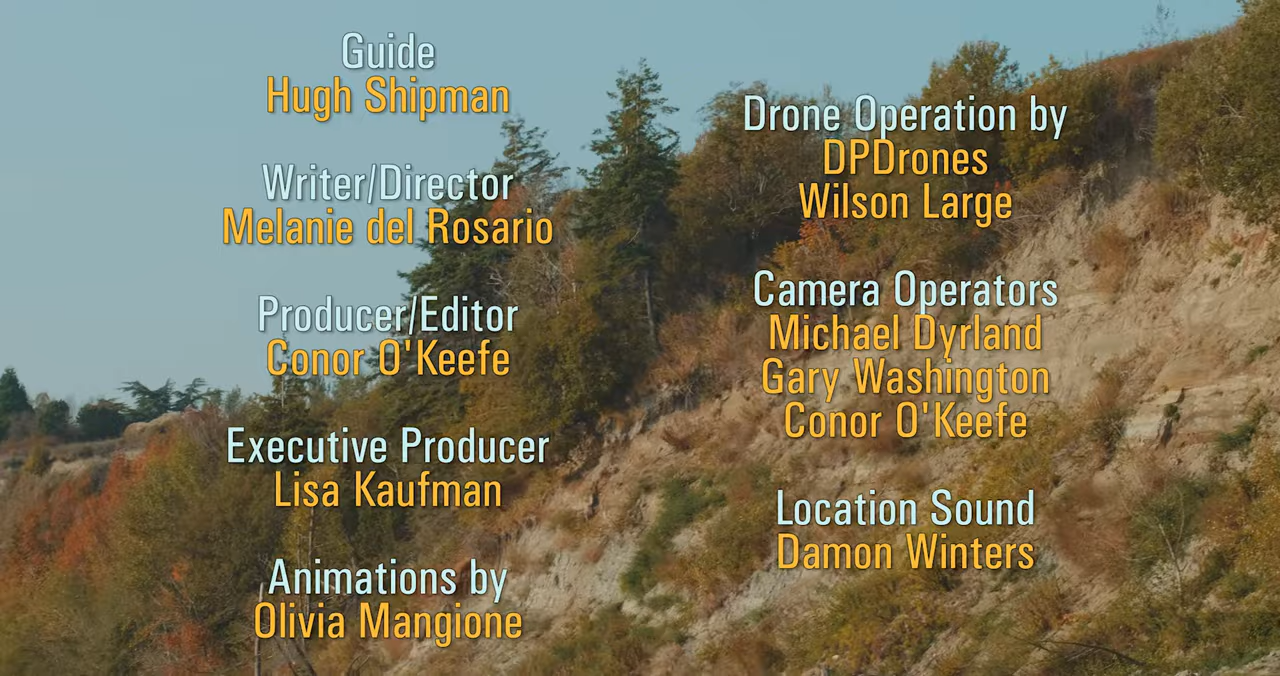 Guide
Hugh Shipman
Writer/Director
Melanie del Rosario
Producer/Editor
Conor O'Keefe
Executive Producer
Lisa Kaufman
Animations by
Olivia Mangione
Drone Operation by
DPDrones
Wilson Large
Camera Operators
Michael Dyrland
Gary Washington
Conor O'Keefe
Location Sound
Damon Winters